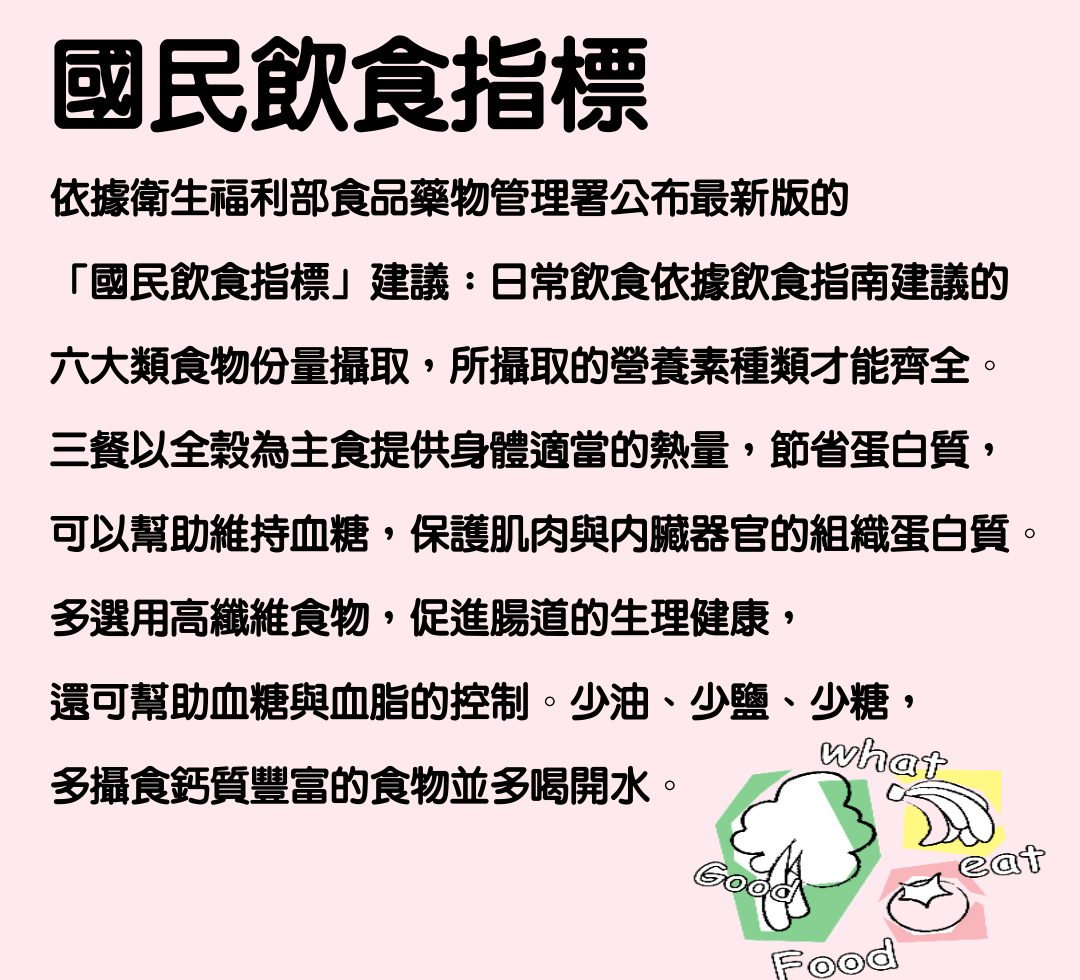 國民飲食指標
依據衛生福利部食品藥物管理署公布最新版的
「國民飲食指標」建議：日常飲食依據飲食指南建議的
六大類食物份量攝取，所攝取的營養素種類才能齊全。
三餐以全穀為主食提供身體適當的熱量，節省蛋白質，
可以幫助維持血糖，保護肌肉與內臟器官的組織蛋白質。
多選用高纖維食物，促進腸道的生理健康，
還可幫助血糖與血脂的控制。少油、少鹽、少糖，
多攝食鈣質豐富的食物並多喝開水。
what
eat
Good
Food